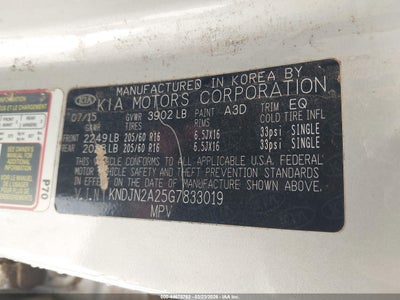 MANUFACTURED IN KOREA BY
KIA KIA MOTORS CORPORATION
07/15 GVWR 3902 LB PAINT A3D TRIM EQ
GAWR TIRES RIMS COLD TIRE INFL
FRONT 2249 LB 205/60 R16 6.5JX16 33psi SINGLE
REAR LB 205/60 R16 6.5JX16 33psi SINGLE
THIS VEHICLE CONFORMS TO ALL APPLICABLE U.S.A. FEDERAL
MOTOR VEHICLE SAFETY BUMPER AND THEFT PREVENTION
STANDARDS IN EFFECT ON THE DATE OF MANUFACTURE SHOWN ABOVE
V.I.N: KNDJN2A25G7833019
MPV
P70